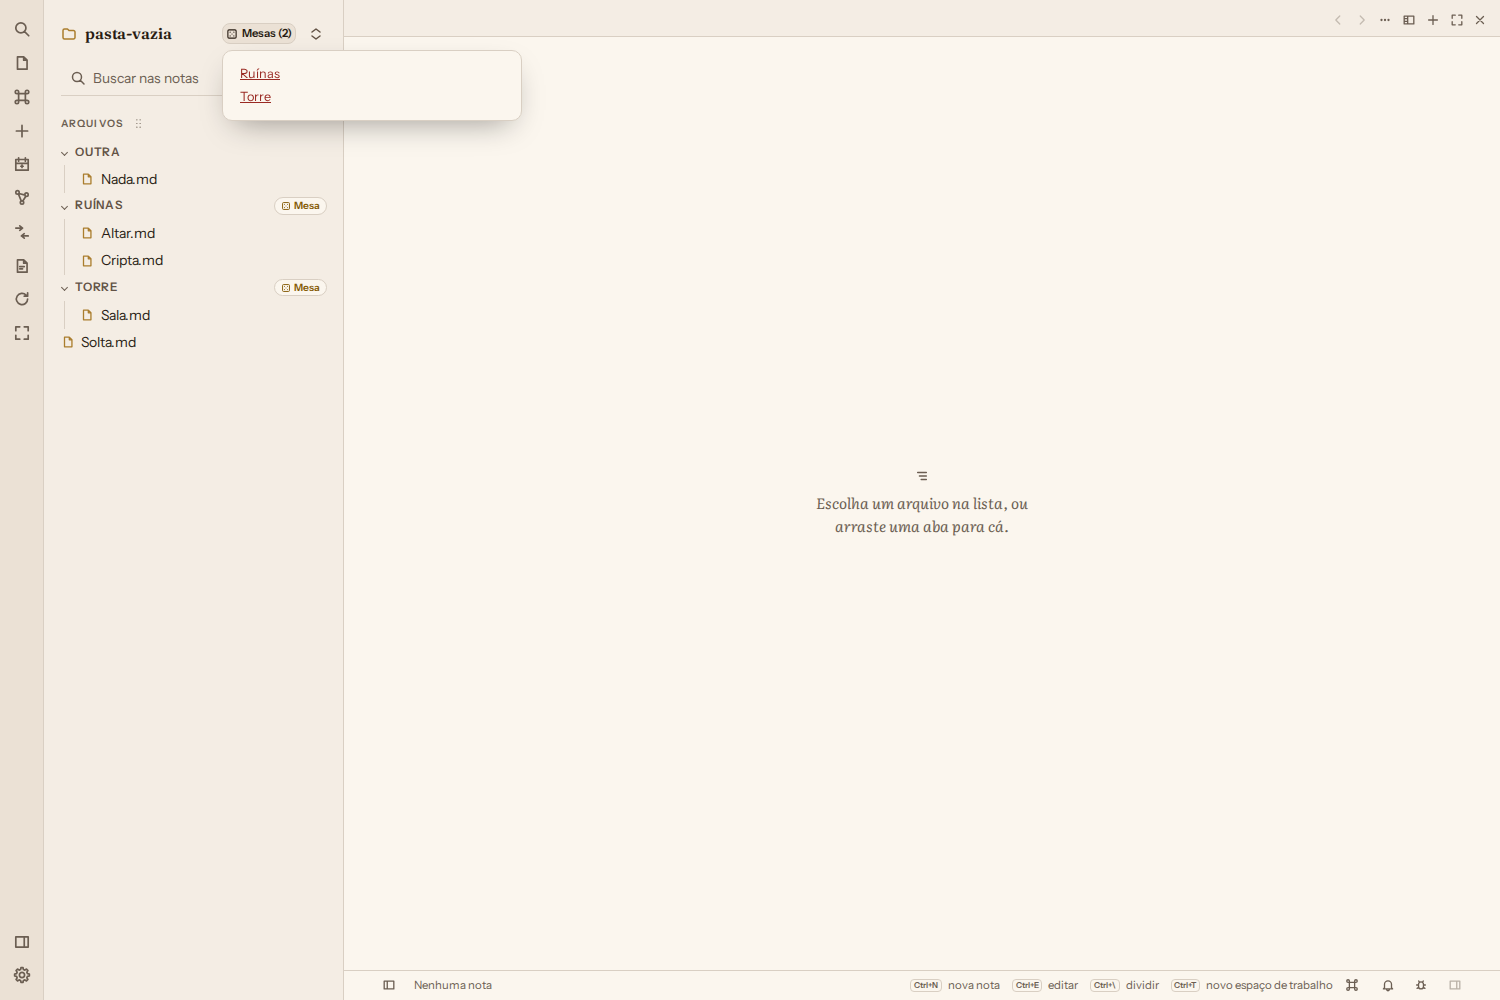 pasta-vazia
Mesas (2)
Ruínas
Torre
Buscar nas notas
ARQUIVOS
OUTRA
Nada.md
RUÍNAS
Mesa
Altar.md
Cripta.md
TORRE
Mesa
Sala.md
Solta.md
Escolha um arquivo na lista, ou
arraste uma aba para cá.
Nenhuma nota
Ctrl+N nova nota Ctrl+E editar Ctrl+\ dividir Ctrl+T novo espaço de trabalho